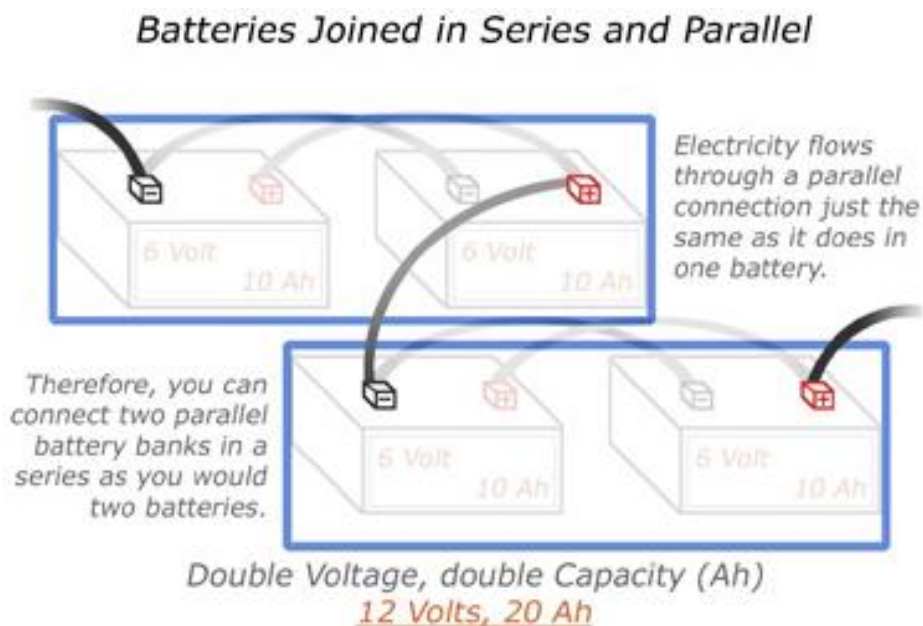 Batteries Joined in Series and Parallel
Electricity flows
through a parallel
connection just the
same as it does in
one battery.
6 Volt
10 Ah
6 Volt
10 Ah
Therefore, you can
connect two parallel
battery banks in a
series as you would
two batteries.
6 Volt
10 Ah
6 Volt
10 Ah
Double Voltage, double Capacity (Ah)
12 Volts, 20 Ah